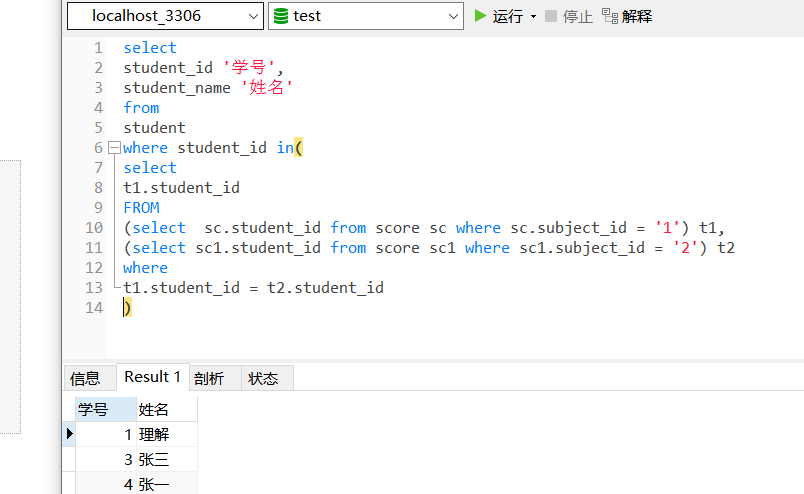 localhost_3306 test 运行 停止 解释
1 select
2 student_id '学号',
3 student_name '姓名'
4 from
5 student
6 where student_id in(
7 select
8 t1.student_id
9 FROM
10 (select  sc.student_id from score sc where sc.subject_id = '1') t1,
11 (select sc1.student_id from score sc1 where sc1.subject_id = '2') t2
12 where
13 t1.student_id = t2.student_id
14 )
信息 Result 1 剖析 状态
学号 姓名
1 理解
3 张三
4 张一